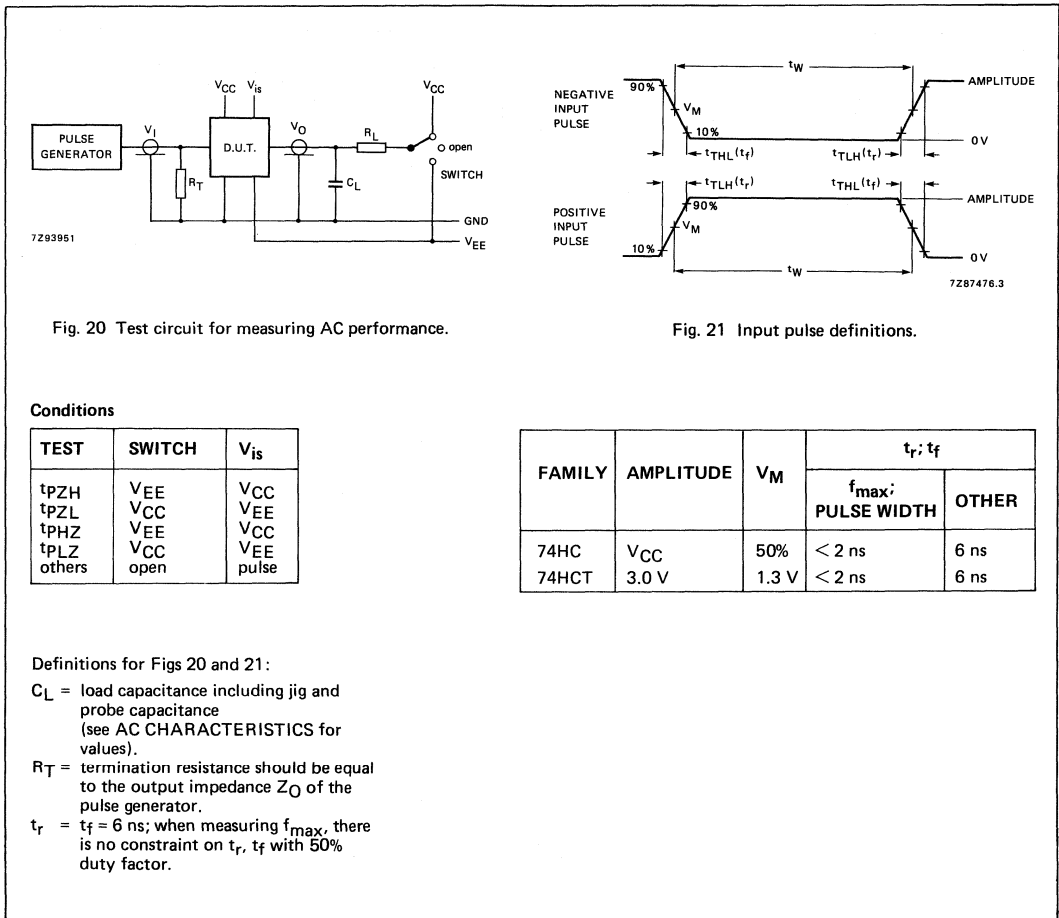 VCC Vis VCC
PULSE GENERATOR
VI
D.U.T.
VO
RL
open
SWITCH
RT
CL
GND
VEE
7Z93951
Fig. 20 Test circuit for measuring AC performance.
tW
NEGATIVE INPUT PULSE
90%
VM
10%
AMPLITUDE
0 V
tTHL (tf) tTLH (tr)
tTLH (tr) tTHL (tf)
POSITIVE INPUT PULSE
90%
VM
10%
AMPLITUDE
0 V
tW
7Z87476.3
Fig. 21 Input pulse definitions.
Conditions
TEST SWITCH Vis
tPZH VEE VCC
tPZL VCC VEE
tPHZ VEE VCC
tPLZ VCC VEE
others open pulse
FAMILY AMPLITUDE VM tr; tf
fmax; PULSE WIDTH OTHER
74HC VCC 50% < 2 ns 6 ns
74HCT 3.0 V 1.3 V < 2 ns 6 ns
Definitions for Figs 20 and 21:
CL = load capacitance including jig and
probe capacitance
(see AC CHARACTERISTICS for
values).
RT = termination resistance should be equal
to the output impedance ZO of the
pulse generator.
tr = tf = 6 ns; when measuring fmax, there
is no constraint on tr, tf with 50%
duty factor.